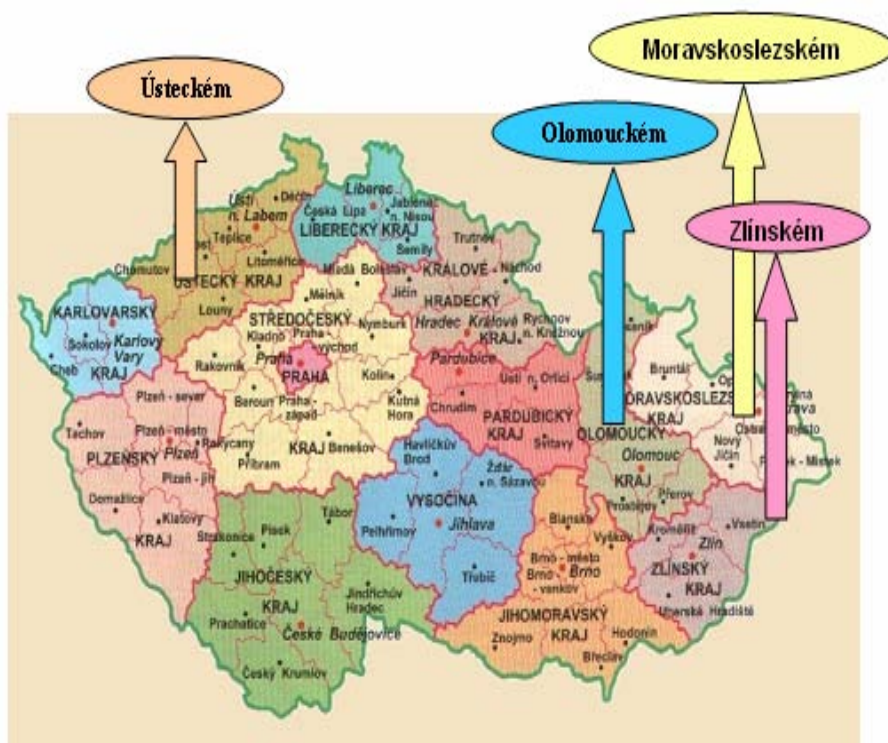 Moravskoslezském
Ústeckém
Olomouckém
Zlínském
Ústí
n. Labem
Děčín
Teplice
Litoměřice
Chomutov
ÚSTECKÝ KRAJ
Louny
Liberec
Česká Lípa
Jablonec
n. Nisou
LIBERECKÝ KRAJ
Semily
Trutnov
KRÁLOVÉ -
Náchod
Jičín
HRADECKÝ
Hradec Králové
KRAJ
Rychnov
n. Kněžnou
KARLOVARSKÝ
Sokolov
Karlovy
Vary
Cheb
KRAJ
Mladá Boleslav
Mělník
STŘEDOČESKÝ
Nymburk
Kladno
Praha
- východ
Rakovník
Praha
PRAHA
Kolín
Beroun
Praha -
západ
Kutná
Hora
KRAJ
Benešov
Příbram
Pardubice
Ústí n. Orlicí
Chrudim
PARDUBICKÝ
KRAJ
Svitavy
Bruntál
KRAJ
Nový
Jičín
OLOMOUCKÝ
Olomouc
KRAJ
Přerov
Prostějov
Plzeň - sever
Tachov
Plzeň - město
Plzeň
Rokycany
PLZEŇSKÝ
Plzeň - jih
Domažlice
Klatovy
KRAJ
Havlíčkův
Brod
Žďár
n. Sázavou
VYSOČINA
Pelhřimov
Jihlava
Třebíč
Tábor
Strakonice
Písek
JIHOČESKÝ
KRAJ
Jindřichův
Hradec
Prachatice
České Budějovice
Český Krumlov
Blansko
Vyškov
Brno - město
Brno
- venkov
Brno
JIHOMORAVSKÝ
KRAJ
Znojmo
Hodonín
Břeclav
Kroměříž
Vsetín
Zlín
ZLÍNSKÝ
KRAJ
Uherské Hradiště